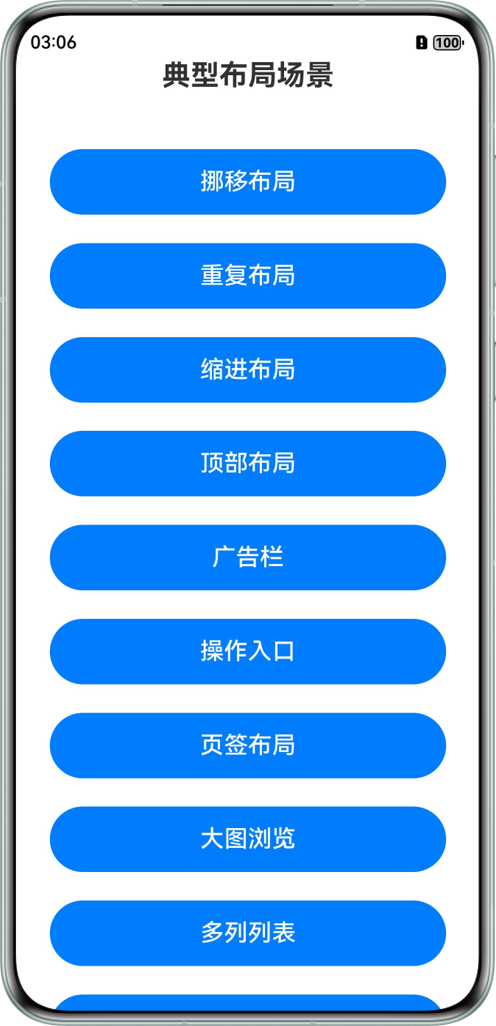 03:06
100
典型布局场景
挪移布局
重复布局
缩进布局
顶部布局
广告栏
操作入口
页签布局
大图浏览
多列列表